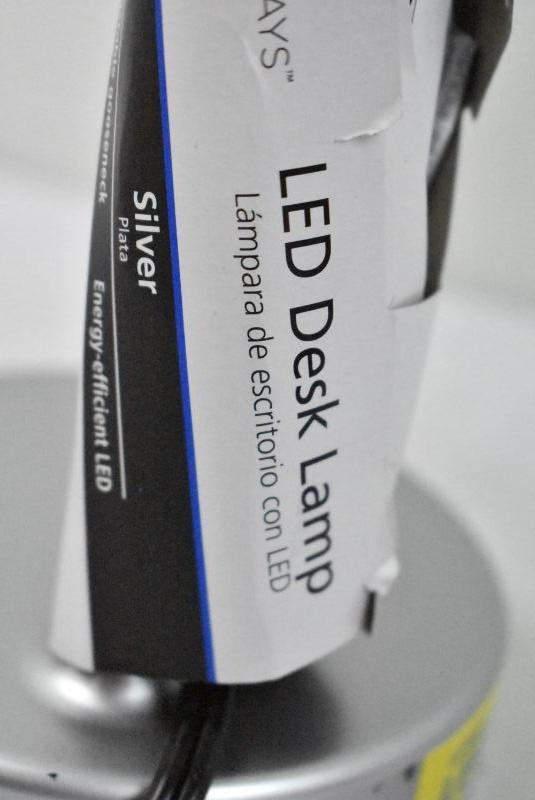 AYS™
LED Desk Lamp
Lámpara de escritorio con LED
Silver
Plata
gooseneck
Energy-efficient LED